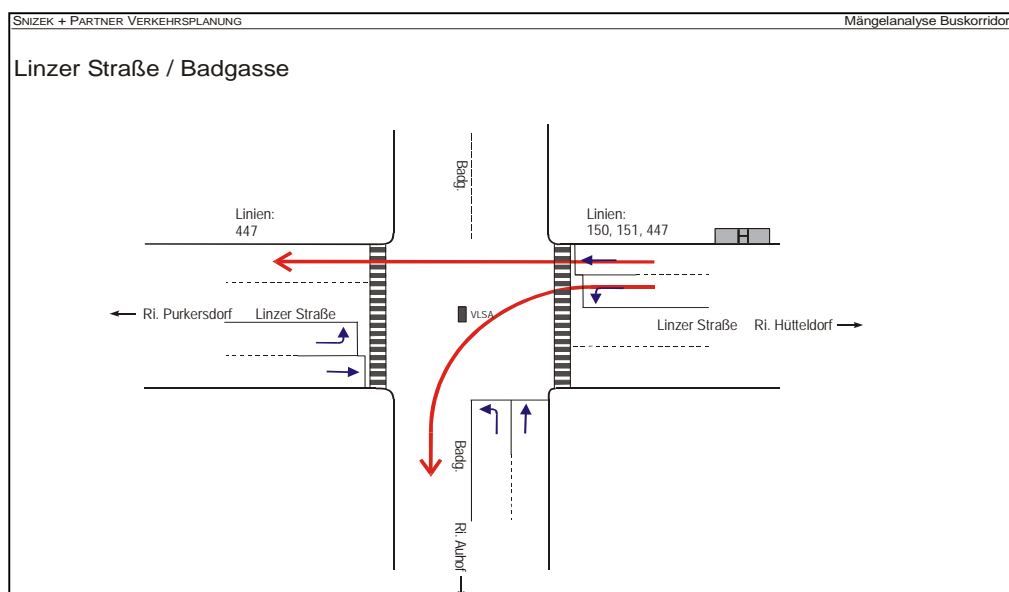 SNIZEK + PARTNER VERKEHRSPLANUNG
Mängelanalyse Buskorridor
Linzer Straße / Badgasse
Badg.
Linien:
447
Linien:
150, 151, 447
H
Ri. Purkersdorf
Linzer Straße
VLSA
Linzer Straße
Ri. Hütteldorf
Badg.
Ri. Auhof